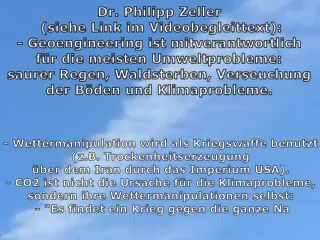 Dr. Philipp Zeller
(siehe Link im Videobegleittext):
- Geoengineering ist mitverantwortlich
für die meisten Umweltprobleme:
saurer Regen, Waldsterben, Verseuchung
der Böden und Klimaprobleme.
- Wettermanipulation wird als Kriegswaffe benutzt
(z.B. Trockenheitserzeugung
über dem Iran durch das Imperium USA).
- CO2 ist nicht die Ursache für die Klimaprobleme,
sondern ihre Wettermanipulationen selbst:
- "Es findet ein Krieg gegen die ganze Na